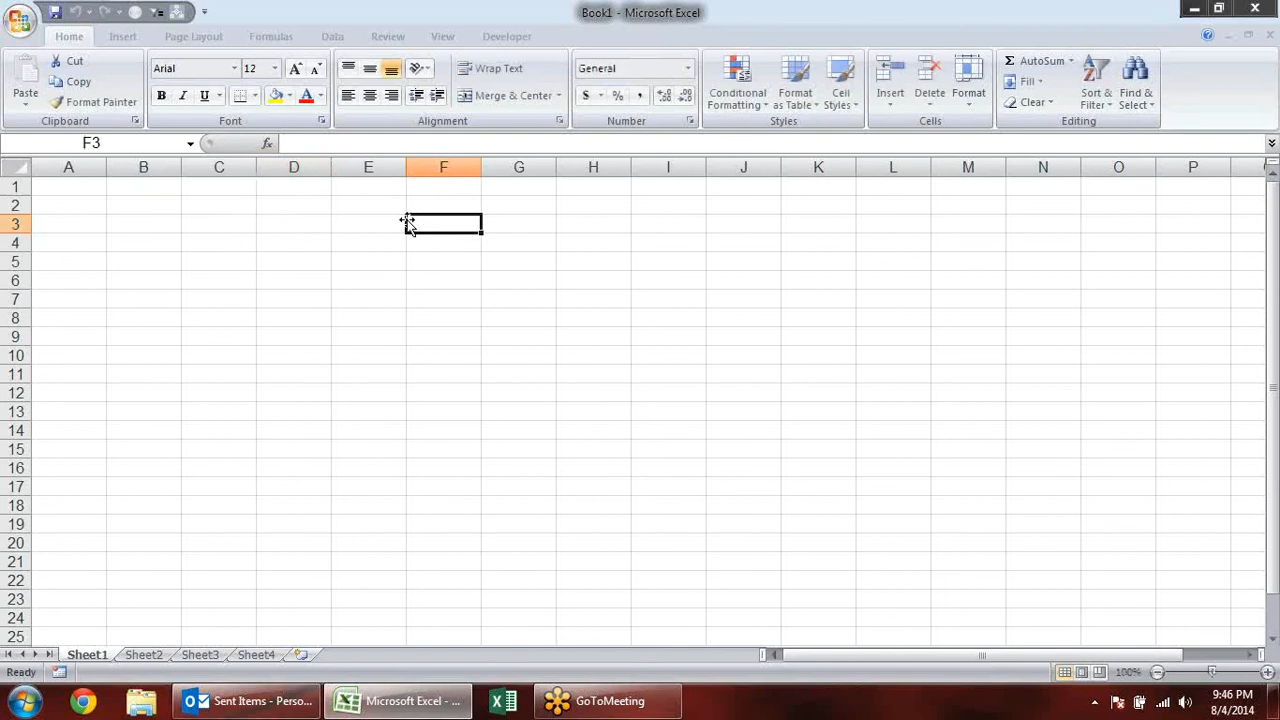 Book1 - Microsoft Excel
Home Insert Page Layout Formulas Data Review View Developer
Paste
Cut
Copy
Format Painter
Clipboard
Arial 12 A A
B I U A
Font
Wrap Text
Merge & Center
Alignment
General
$ % , .0 .00 .00 .0
Number
Conditional Formatting
Format as Table
Cell Styles
Styles
Insert Delete Format
Cells
Σ AutoSum
Fill
Clear
Sort & Filter
Find & Select
Editing
F3 fx
A B C D E F G H I J K L M N O P
1
2
3
4
5
6
7
8
9
10
11
12
13
14
15
16
17
18
19
20
21
22
23
24
25
Sheet1 Sheet2 Sheet3 Sheet4
Ready 100%
Sent Items - Perso... Microsoft Excel - ... GoToMeeting
9:46 PM
8/4/2014